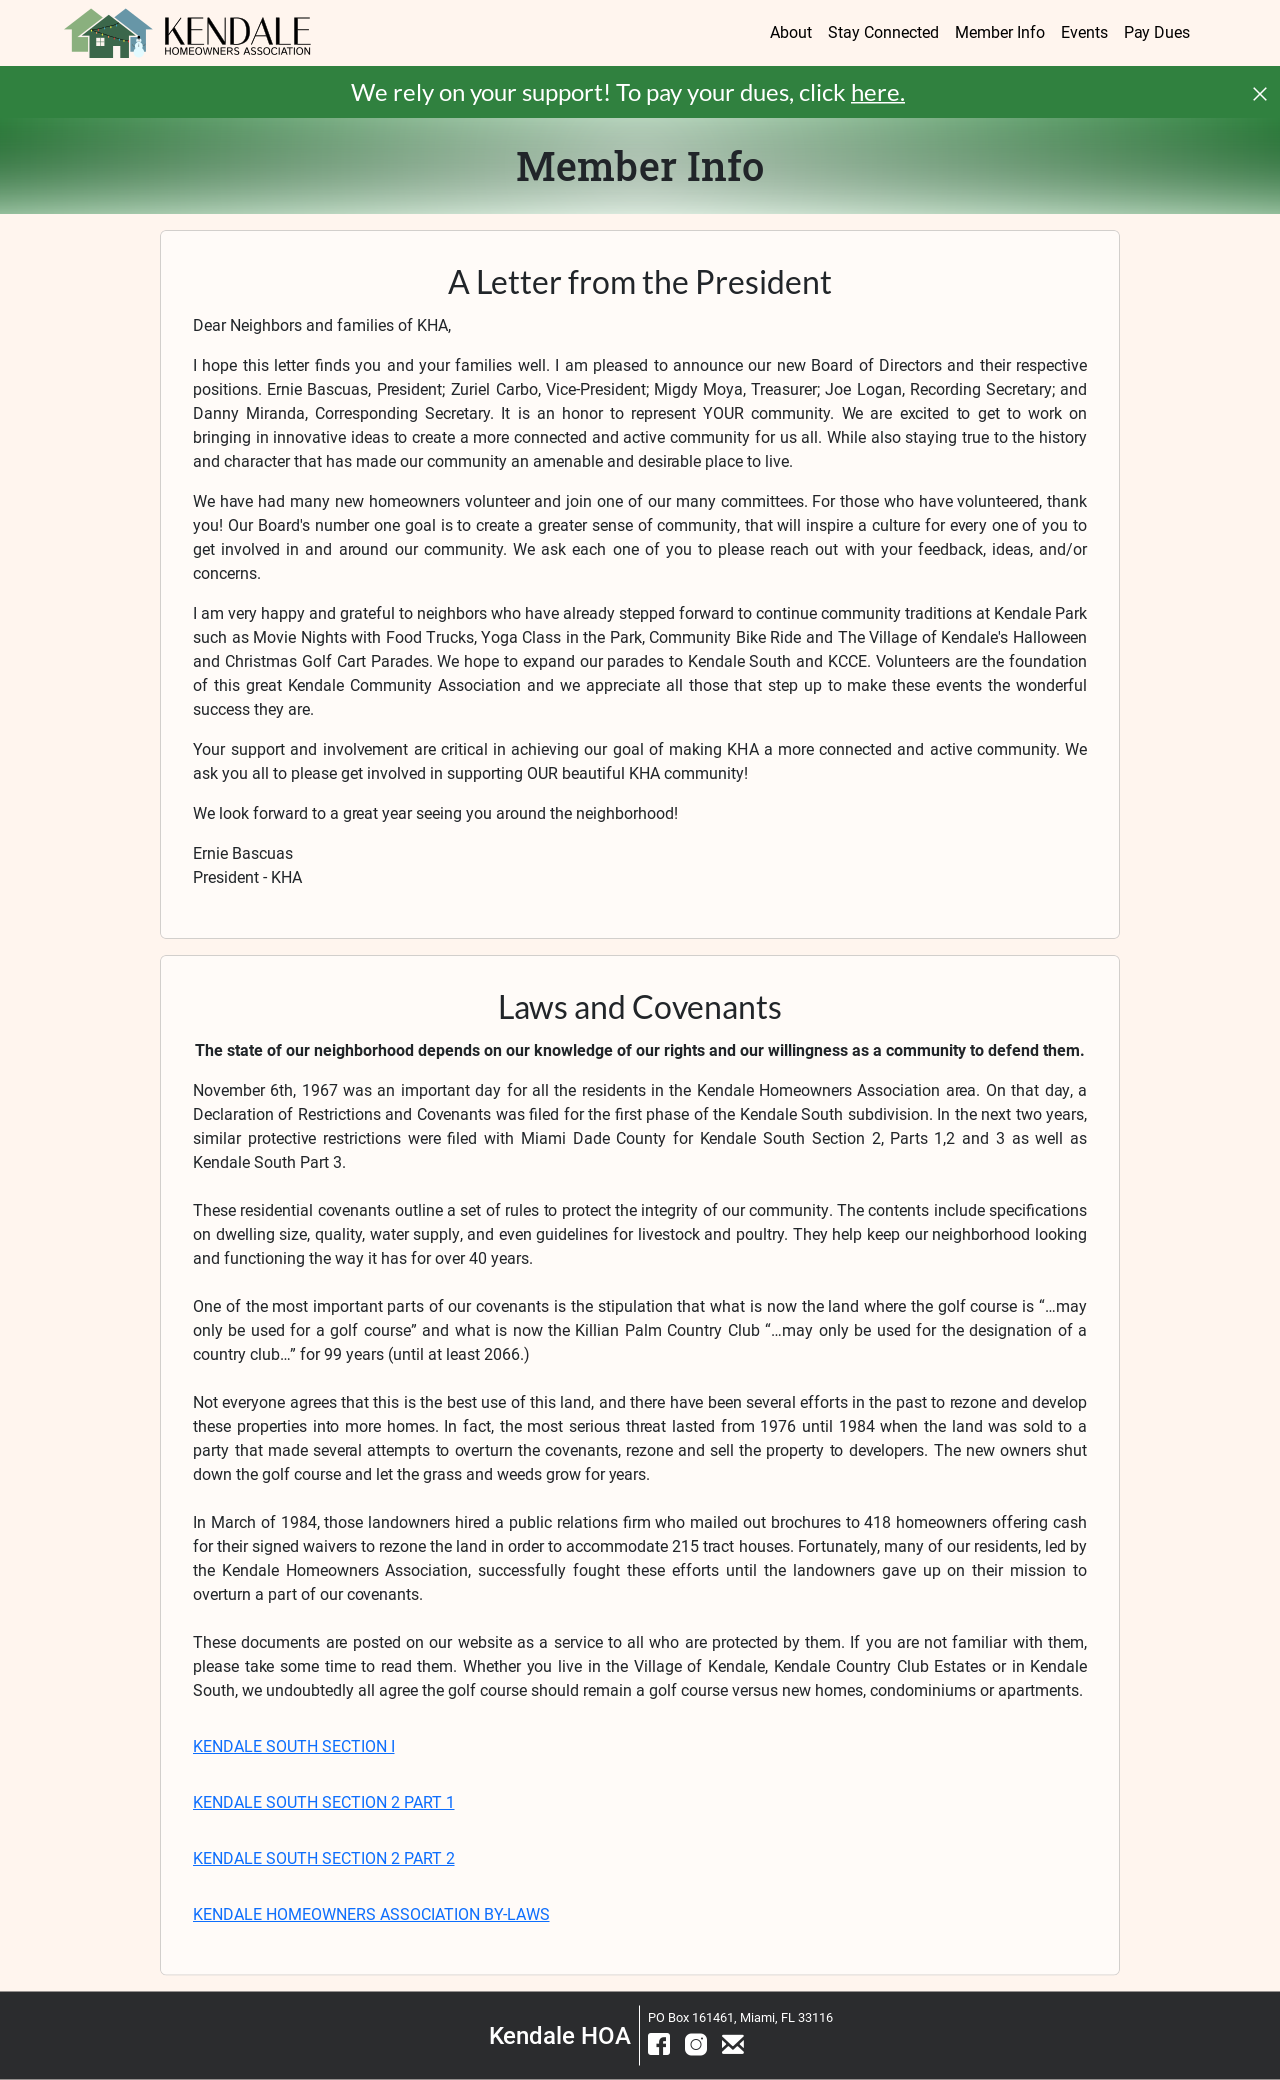 KENDALE
HOMEOWNERS ASSOCIATION
About Stay Connected Member Info Events Pay Dues
We rely on your support! To pay your dues, click here.
Member Info
A Letter from the President
Dear Neighbors and families of KHA,
I hope this letter finds you and your families well. I am pleased to announce our new Board of Directors and their respective
positions. Ernie Bascuas, President; Zuriel Carbo, Vice-President; Migdy Moya, Treasurer; Joe Logan, Recording Secretary; and
Danny Miranda, Corresponding Secretary. It is an honor to represent YOUR community. We are excited to get to work on
bringing in innovative ideas to create a more connected and active community for us all. While also staying true to the history
and character that has made our community an amenable and desirable place to live.
We have had many new homeowners volunteer and join one of our many committees. For those who have volunteered, thank
you! Our Board's number one goal is to create a greater sense of community, that will inspire a culture for every one of you to
get involved in and around our community. We ask each one of you to please reach out with your feedback, ideas, and/or
concerns.
I am very happy and grateful to neighbors who have already stepped forward to continue community traditions at Kendale Park
such as Movie Nights with Food Trucks, Yoga Class in the Park, Community Bike Ride and The Village of Kendale's Halloween
and Christmas Golf Cart Parades. We hope to expand our parades to Kendale South and KCCE. Volunteers are the foundation
of this great Kendale Community Association and we appreciate all those that step up to make these events the wonderful
success they are.
Your support and involvement are critical in achieving our goal of making KHA a more connected and active community. We
ask you all to please get involved in supporting OUR beautiful KHA community!
We look forward to a great year seeing you around the neighborhood!
Ernie Bascuas
President - KHA
Laws and Covenants
The state of our neighborhood depends on our knowledge of our rights and our willingness as a community to defend them.
November 6th, 1967 was an important day for all the residents in the Kendale Homeowners Association area. On that day, a
Declaration of Restrictions and Covenants was filed for the first phase of the Kendale South subdivision. In the next two years,
similar protective restrictions were filed with Miami Dade County for Kendale South Section 2, Parts 1,2 and 3 as well as
Kendale South Part 3.
These residential covenants outline a set of rules to protect the integrity of our community. The contents include specifications
on dwelling size, quality, water supply, and even guidelines for livestock and poultry. They help keep our neighborhood looking
and functioning the way it has for over 40 years.
One of the most important parts of our covenants is the stipulation that what is now the land where the golf course is “...may
only be used for a golf course” and what is now the Killian Palm Country Club “...may only be used for the designation of a
country club...” for 99 years (until at least 2066.)
Not everyone agrees that this is the best use of this land, and there have been several efforts in the past to rezone and develop
these properties into more homes. In fact, the most serious threat lasted from 1976 until 1984 when the land was sold to a
party that made several attempts to overturn the covenants, rezone and sell the property to developers. The new owners shut
down the golf course and let the grass and weeds grow for years.
In March of 1984, those landowners hired a public relations firm who mailed out brochures to 418 homeowners offering cash
for their signed waivers to rezone the land in order to accommodate 215 tract houses. Fortunately, many of our residents, led by
the Kendale Homeowners Association, successfully fought these efforts until the landowners gave up on their mission to
overturn a part of our covenants.
These documents are posted on our website as a service to all who are protected by them. If you are not familiar with them,
please take some time to read them. Whether you live in the Village of Kendale, Kendale Country Club Estates or in Kendale
South, we undoubtedly all agree the golf course should remain a golf course versus new homes, condominiums or apartments.
KENDALE SOUTH SECTION I
KENDALE SOUTH SECTION 2 PART 1
KENDALE SOUTH SECTION 2 PART 2
KENDALE HOMEOWNERS ASSOCIATION BY-LAWS
Kendale HOA
PO Box 161461, Miami, FL 33116